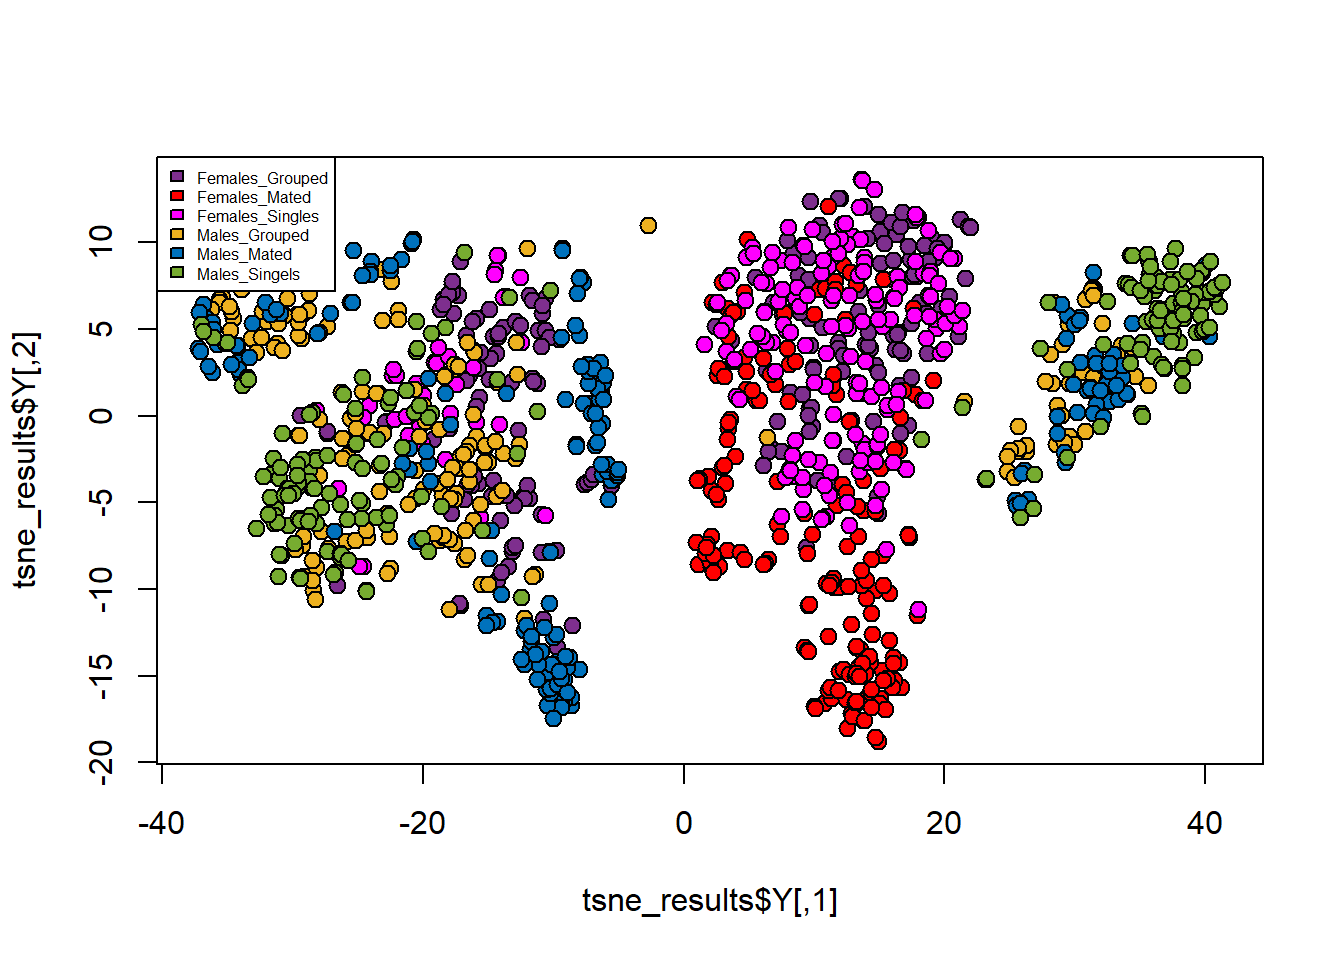 Females_Grouped
Females_Mated
Females_Singles
Males_Grouped
Males_Mated
Males_Singels
10
5
0
-5
-10
-15
-20
tsne_results$Y[,2]
-40
-20
0
20
40
tsne_results$Y[,1]